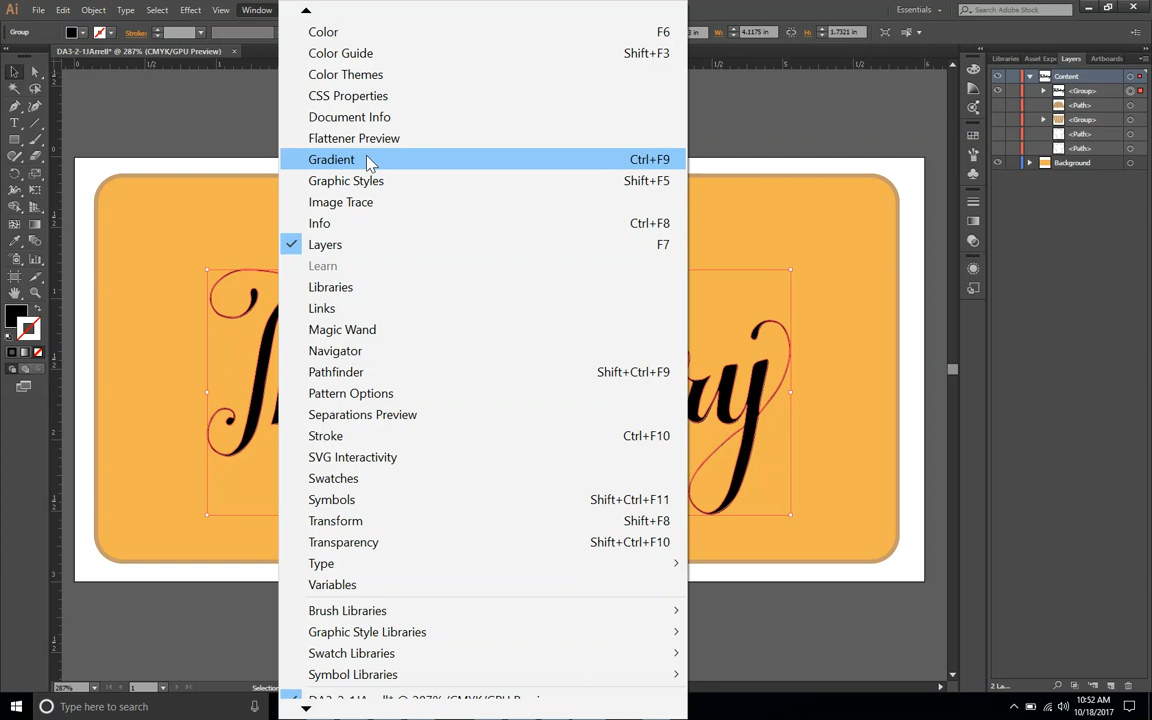 Ai File Edit Object Type Select Effect View Window Essentials Search Adobe Stock
Group Stroke: W: 4.1175 in H: 1.7321 in
DA3-2-1JArrell* @ 287% (CMYK/GPU Preview) ×
Color F6
Color Guide Shift+F3
Color Themes
CSS Properties
Document Info
Flattener Preview
Gradient Ctrl+F9
Graphic Styles Shift+F5
Image Trace
Info Ctrl+F8
Layers F7
Learn
Libraries
Links
Magic Wand
Navigator
Pathfinder Shift+Ctrl+F9
Pattern Options
Separations Preview
Stroke Ctrl+F10
SVG Interactivity
Swatches
Symbols Shift+Ctrl+F11
Transform Shift+F8
Transparency Shift+Ctrl+F10
Type
Variables
Brush Libraries
Graphic Style Libraries
Swatch Libraries
Symbol Libraries
Libraries Asset Expo Layers Artboards
Content
<Group>
<Path>
<Group>
<Path>
<Path>
Background
2 La...
287% 1 Selection
Type here to search
10:52 AM
10/18/2017